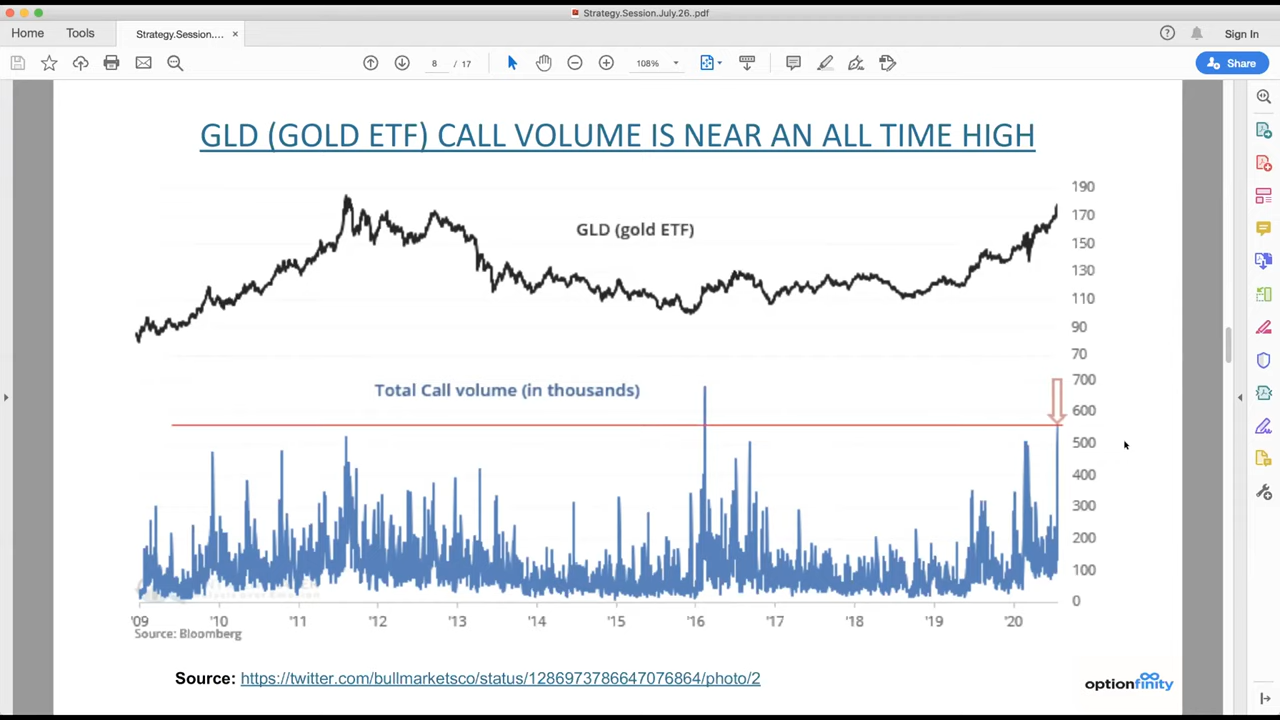 Strategy.Session.July.26..pdf
Home
Tools
Strategy.Session....
×
Sign In
8 / 17
108%
Share
GLD (GOLD ETF) CALL VOLUME IS NEAR AN ALL TIME HIGH
GLD (gold ETF)
190
170
150
130
110
90
70
Total Call volume (in thousands)
700
600
500
400
300
200
100
0
'09 '10 '11 '12 '13 '14 '15 '16 '17 '18 '19 '20
Source: Bloomberg
Source: https://twitter.com/bullmarketsco/status/1286973786647076864/photo/2
optionfinity